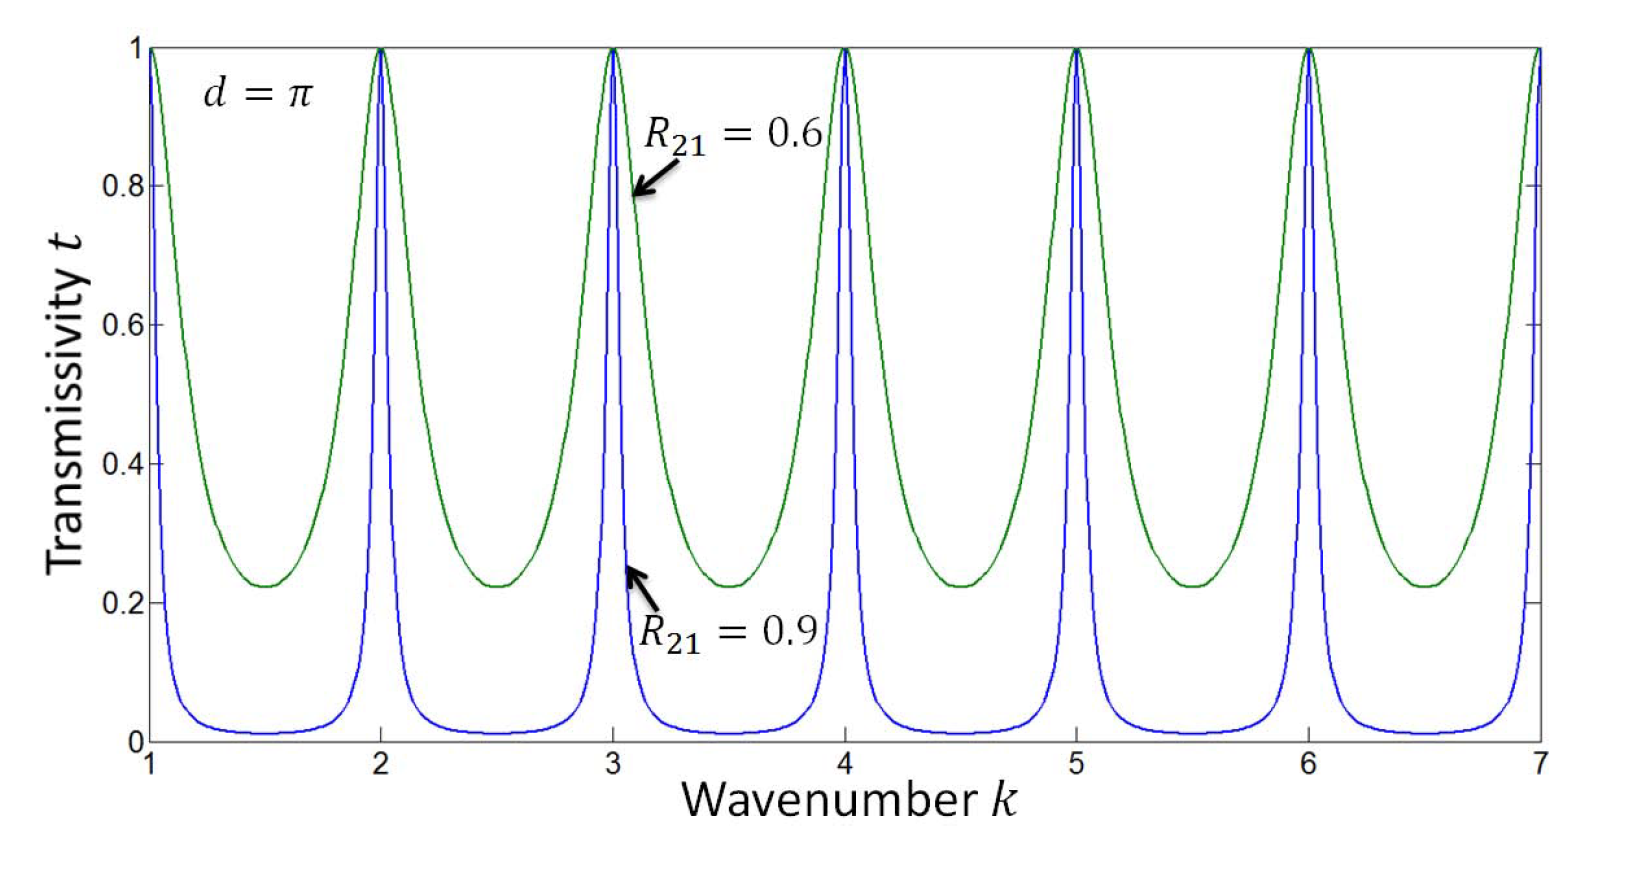 1
d = π
R₂₁ = 0.6
0.8
0.6
0.4
R₂₁ = 0.9
0.2
0
1 2 3 4 5 6 7
Transmissivity t
Wavenumber k